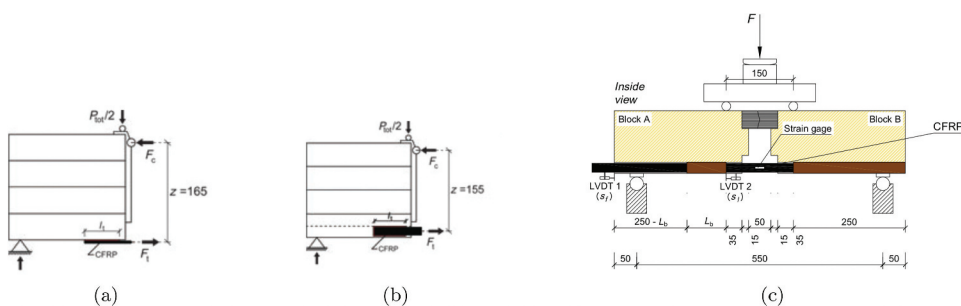 P_tot/2
F_c
z=165
l_t
CFRP
F_t
(a)
P_tot/2
F_c
z=155
l_t
CFRP
F_t
(b)
F
150
Inside
view
Block A
Block B
CFRP
Strain gage
LVDT 1
(s_f)
LVDT 2
(s_l)
250 - L_b
L_b
35
15
50
15
35
250
50
550
50
(c)